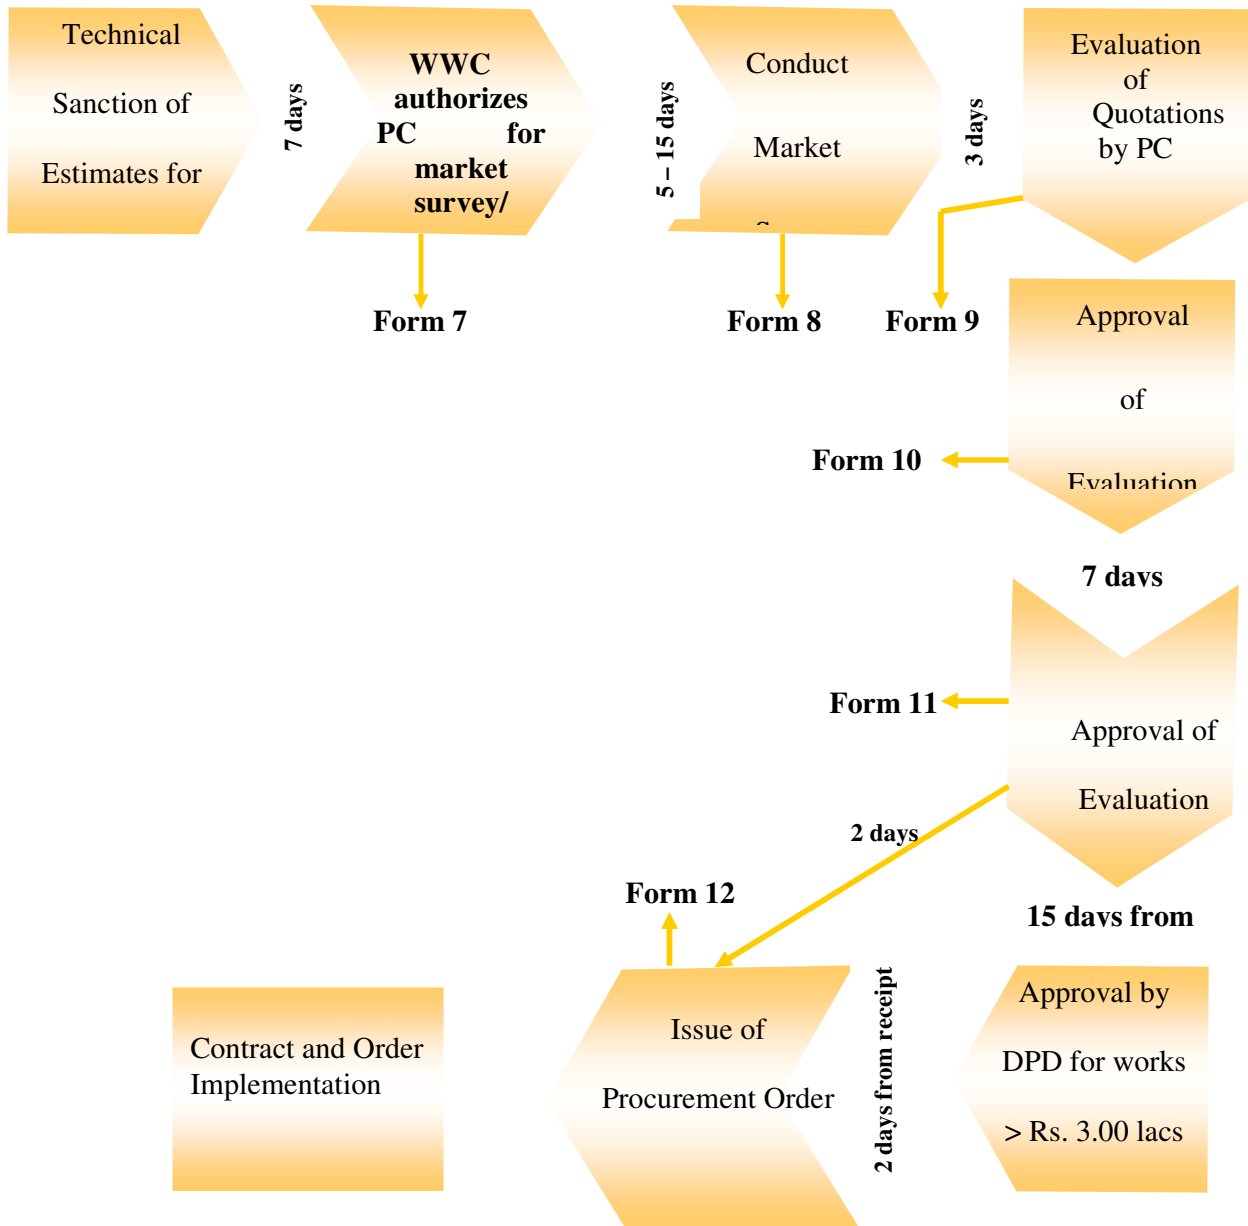 Technical
Sanction of
Estimates for
7 days
WWC
authorizes
PC for
market
survey/
5 – 15 days
Conduct
Market
3 days
Evaluation
of
Quotations
by PC
Form 7
Form 8
Form 9
Approval
of
Evaluation
Form 10
7 days
Form 11
Approval of
Evaluation
2 days
Form 12
15 days from
Approval by
DPD for works
> Rs. 3.00 lacs
2 days from receipt
Issue of
Procurement Order
Contract and Order
Implementation